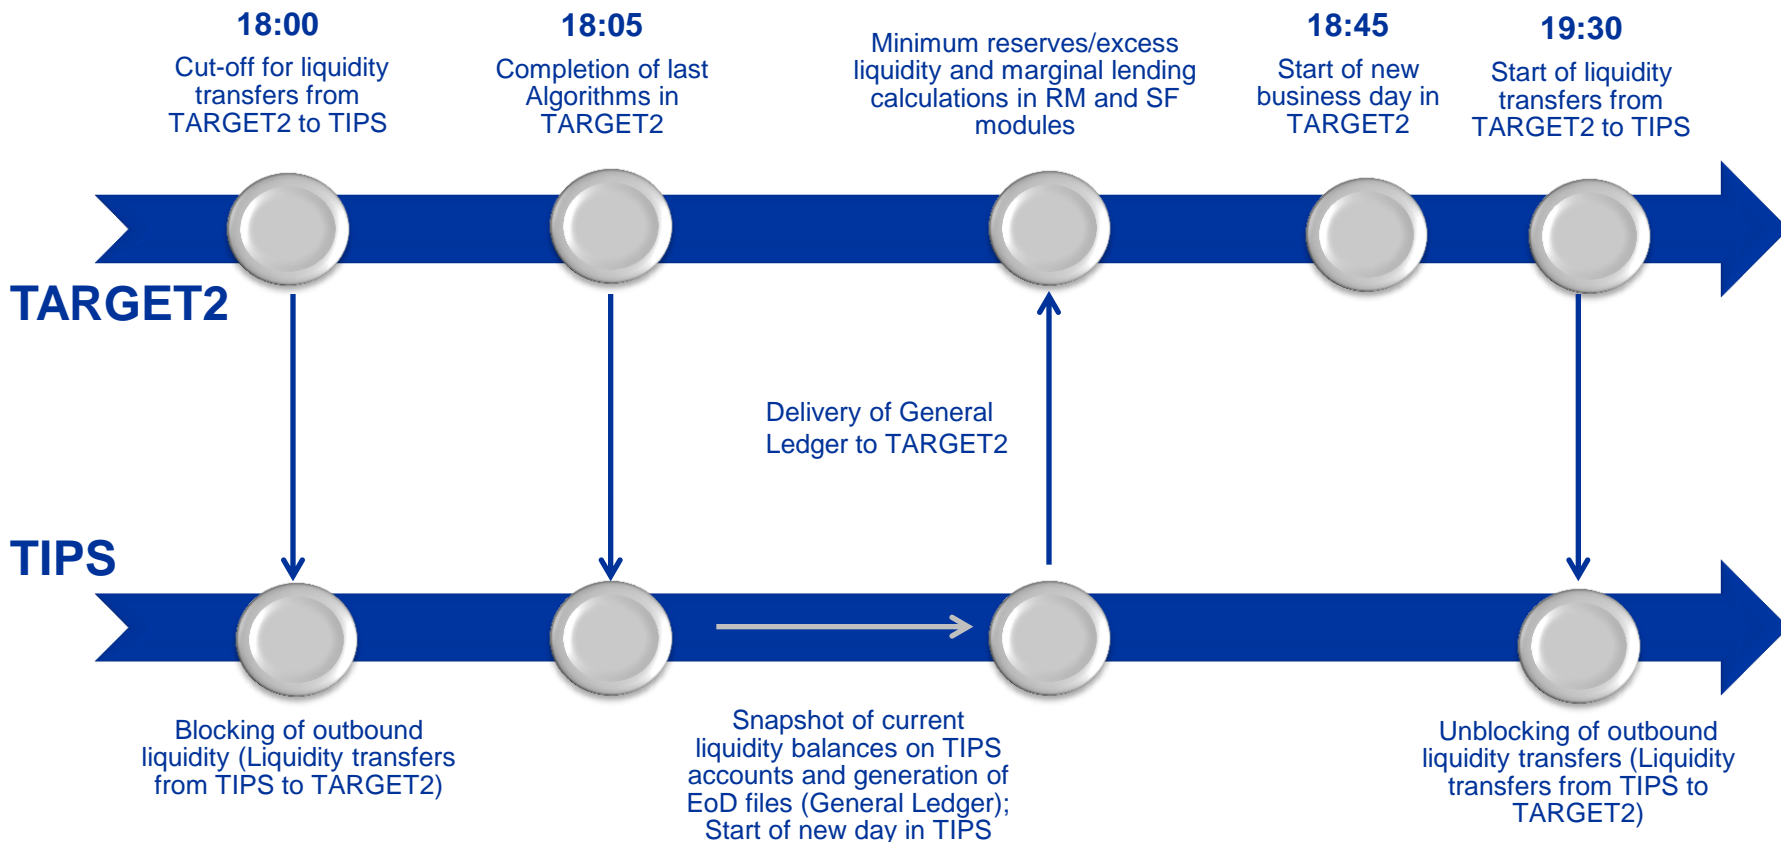 18:00
Cut-off for liquidity
transfers from
TARGET2 to TIPS
18:05
Completion of last
Algorithms in
TARGET2
Minimum reserves/excess
liquidity and marginal lending
calculations in RM and SF
modules
18:45
Start of new
business day in
TARGET2
19:30
Start of liquidity
transfers from
TARGET2 to TIPS
TARGET2
Delivery of General
Ledger to TARGET2
TIPS
Blocking of outbound
liquidity (Liquidity transfers
from TIPS to TARGET2)
Snapshot of current
liquidity balances on TIPS
accounts and generation of
EoD files (General Ledger);
Start of new day in TIPS
Unblocking of outbound
liquidity transfers (Liquidity
transfers from TIPS to
TARGET2)